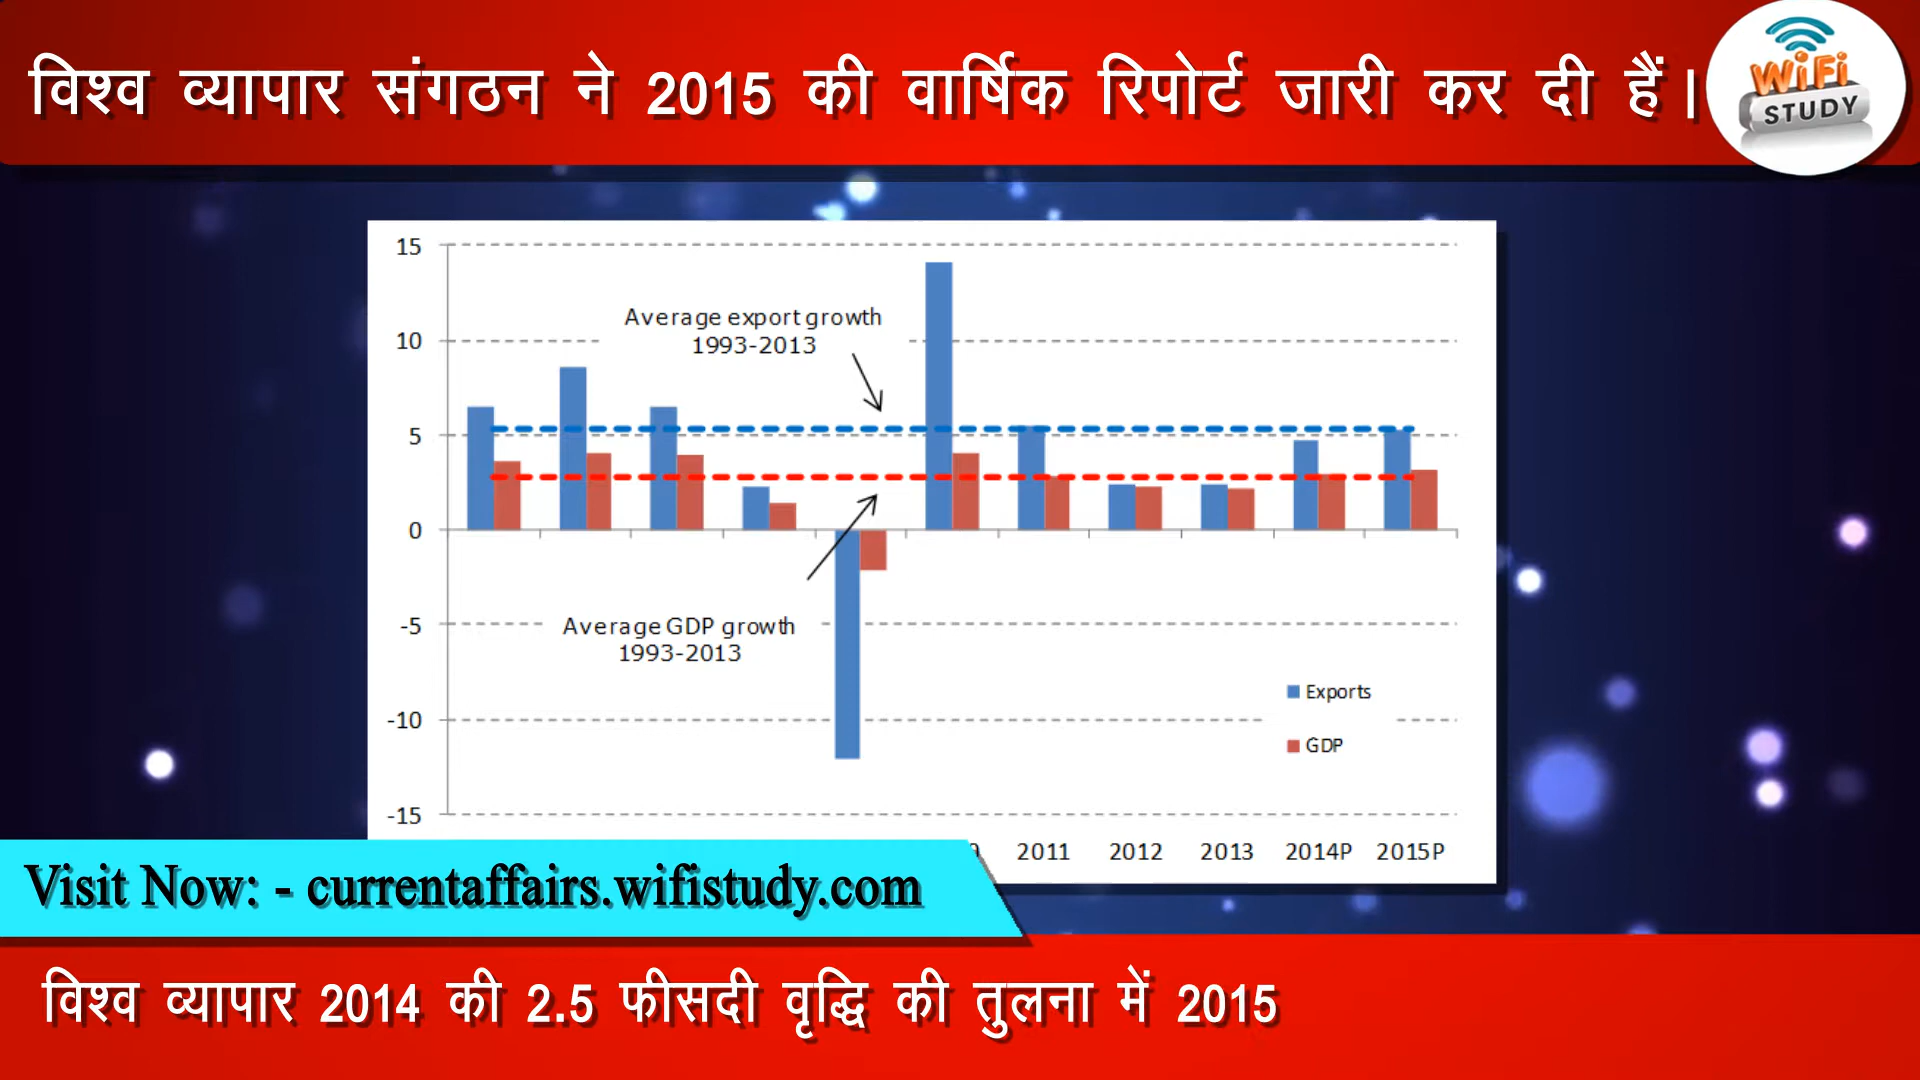 विश्व व्यापार संगठन ने 2015 की वार्षिक रिपोर्ट जारी कर दी हैं।
WiFi
STUDY
15
Average export growth
1993-2013
10
5
0
-5
Average GDP growth
1993-2013
Exports
-10
GDP
-15
2011 2012 2013 2014P 2015P
Visit Now: - currentaffairs.wifistudy.com
विश्व व्यापार 2014 की 2.5 फीसदी वृद्धि की तुलना में 2015